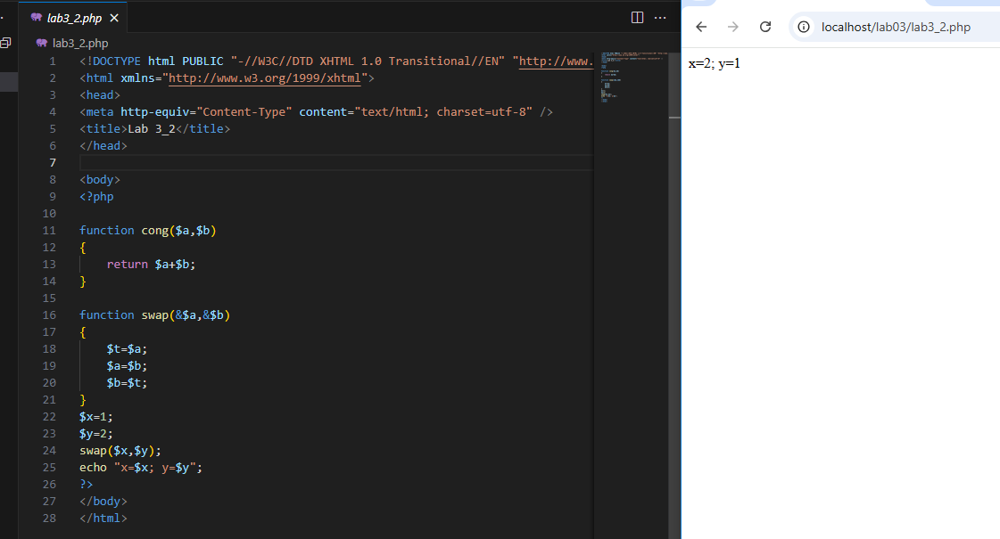 lab3_2.php
lab3_2.php
1 <!DOCTYPE html PUBLIC "-//W3C//DTD XHTML 1.0 Transitional//EN" "http://www.
2 <html xmlns="http://www.w3.org/1999/xhtml">
3 <head>
4 <meta http-equiv="Content-Type" content="text/html; charset=utf-8" />
5 <title>Lab 3_2</title>
6 </head>
7
8 <body>
9 <?php
10
11 function cong($a,$b)
12 {
13     return $a+$b;
14 }
15
16 function swap(&$a,&$b)
17 {
18     $t=$a;
19     $a=$b;
20     $b=$t;
21 }
22 $x=1;
23 $y=2;
24 swap($x,$y);
25 echo "x=$x; y=$y";
26 ?>
27 </body>
28 </html>
localhost/lab03/lab3_2.php
x=2; y=1